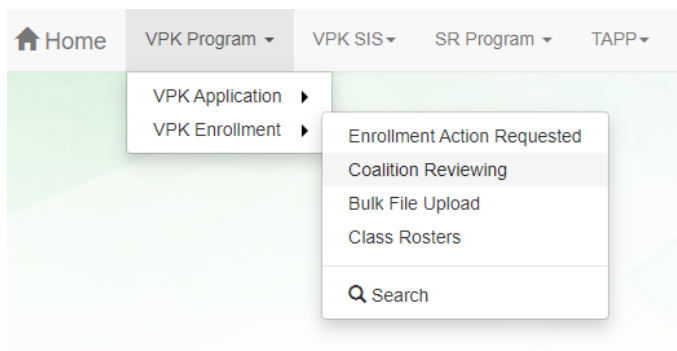 Home VPK Program VPK SIS SR Program TAPP
VPK Application
VPK Enrollment
Enrollment Action Requested
Coalition Reviewing
Bulk File Upload
Class Rosters
Search